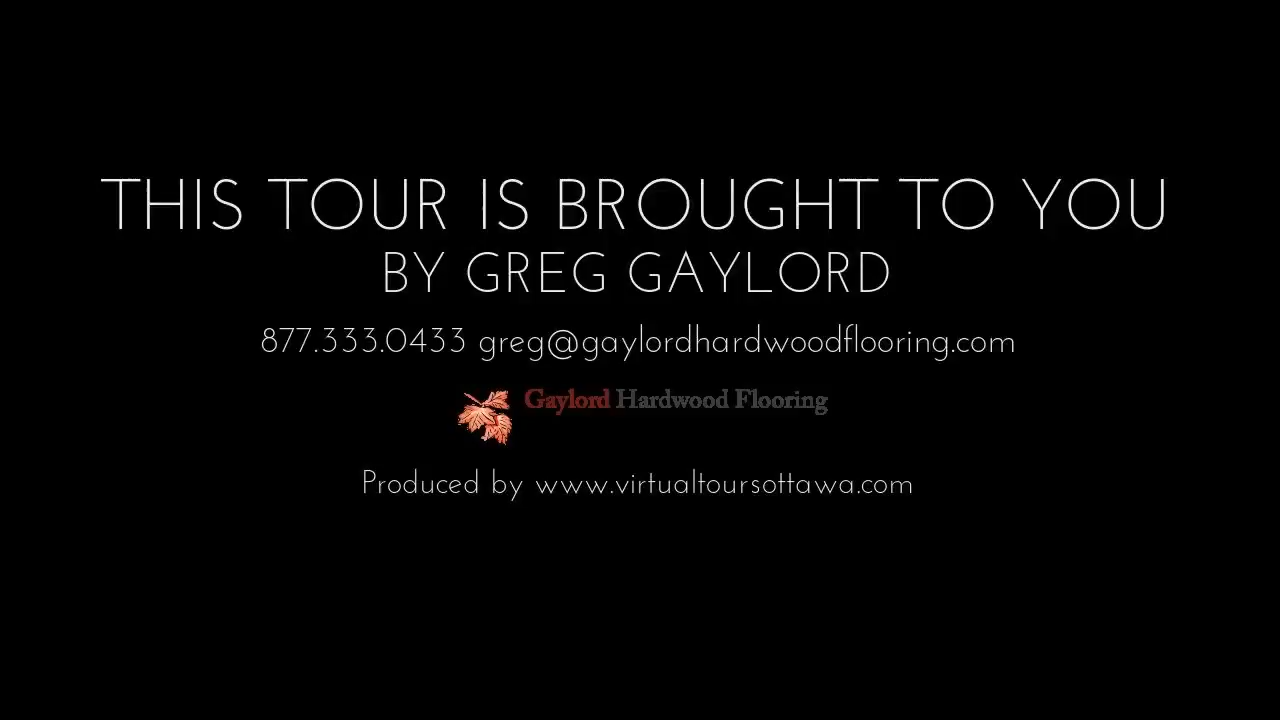 THIS TOUR IS BROUGHT TO YOU
BY GREG GAYLORD
877.333.0433 greg@gaylordhardwoodflooring.com
Gaylord Hardwood Flooring
Produced by www.virtualtoursottawa.com